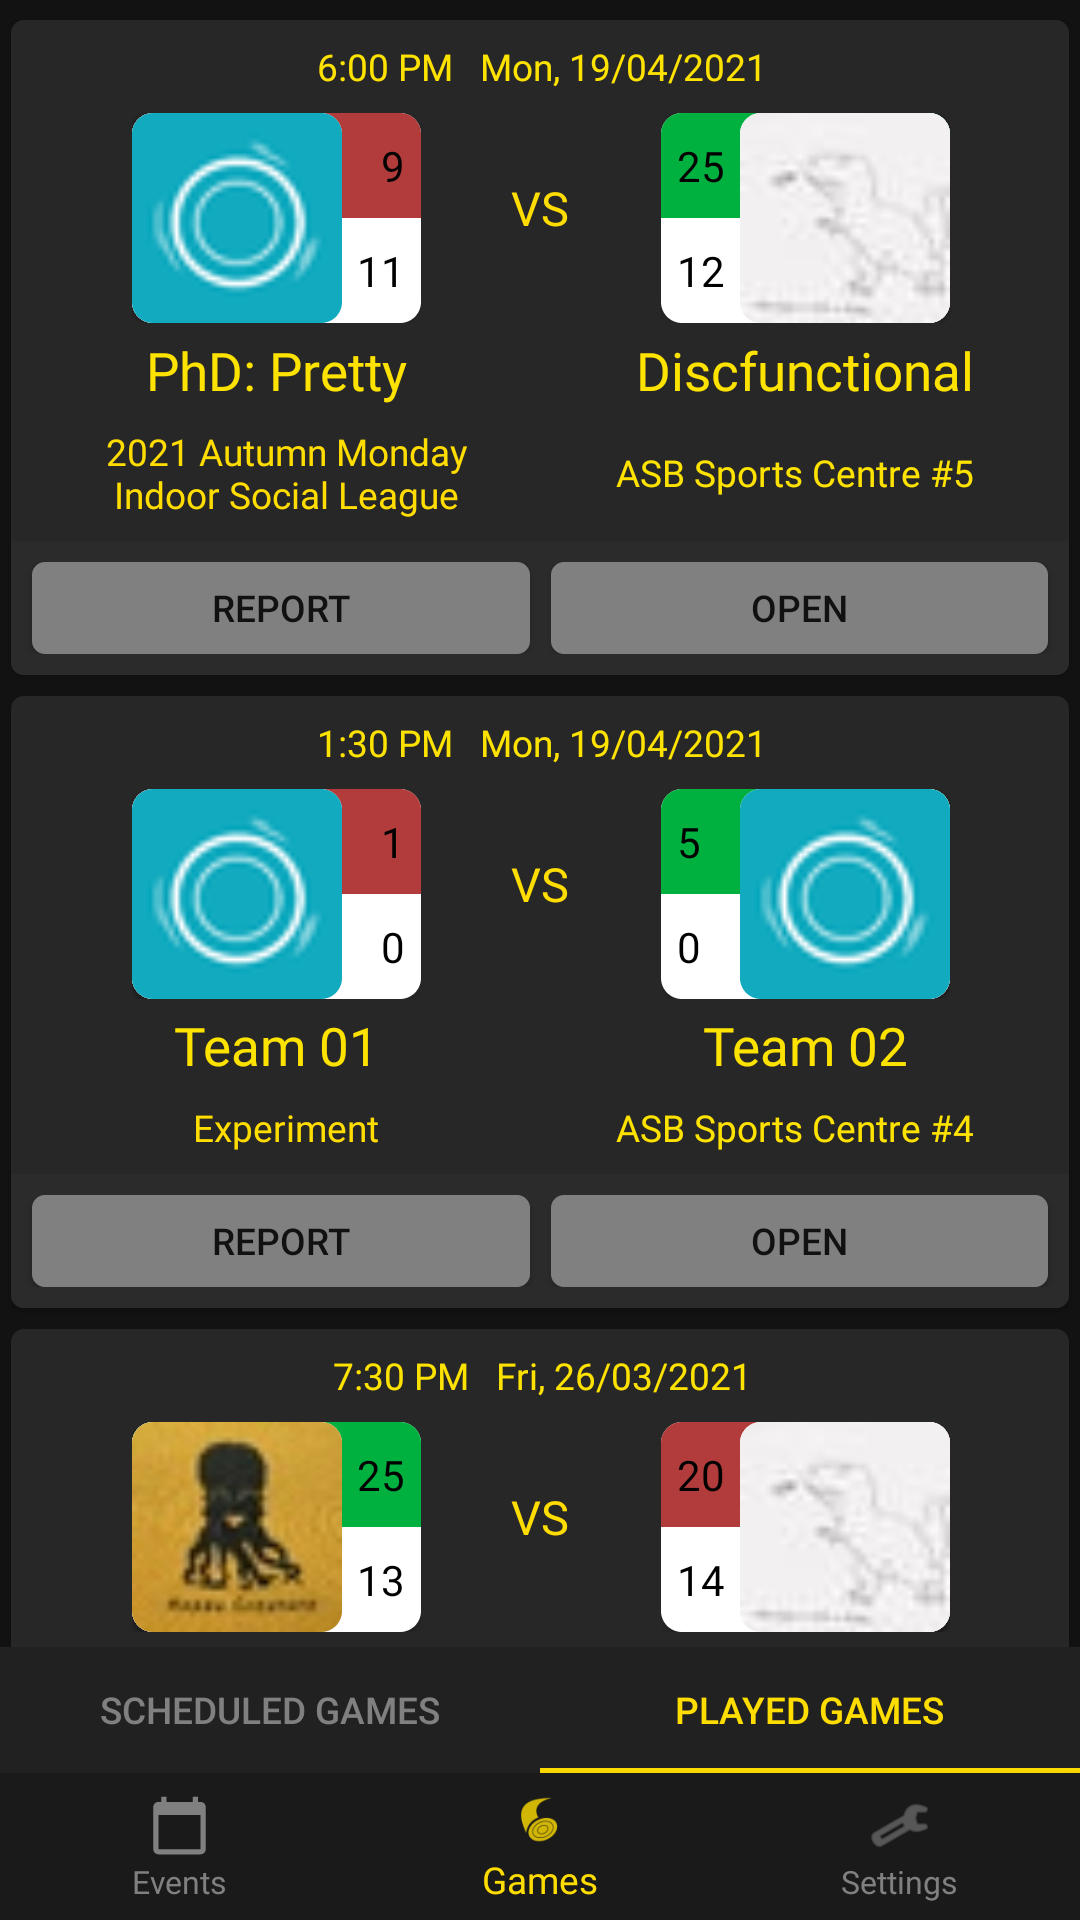 6:00 PM   Mon, 19/04/2021
9
25
VS
11
12
PhD: Pretty
Discfunctional
2021 Autumn Monday
Indoor Social League
ASB Sports Centre #5
REPORT
OPEN
1:30 PM   Mon, 19/04/2021
1
5
VS
0
0
Team 01
Team 02
Experiment
ASB Sports Centre #4
REPORT
OPEN
7:30 PM   Fri, 26/03/2021
25
20
VS
13
14
SCHEDULED GAMES
PLAYED GAMES
Events
Games
Settings